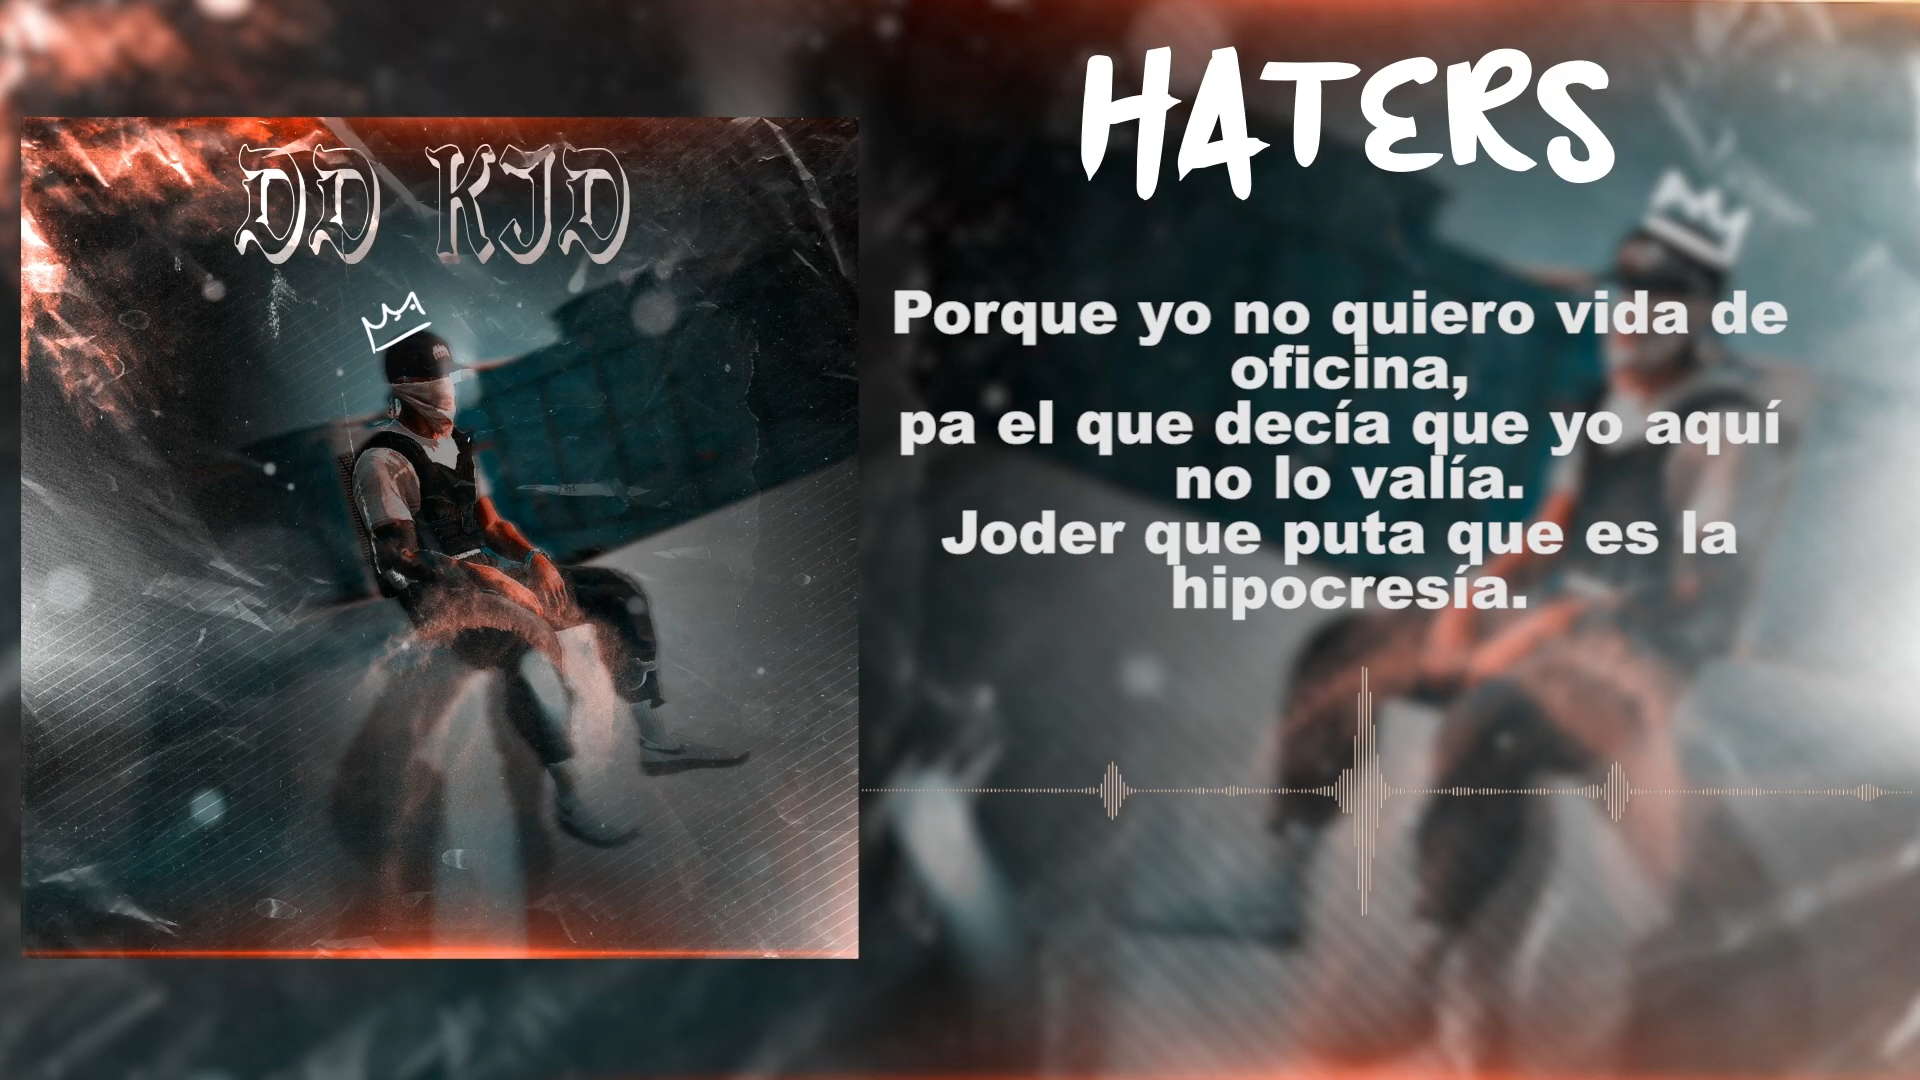 DD KID
HATERS
Porque yo no quiero vida de
oficina,
pa el que decía que yo aquí
no lo valía.
Joder que puta que es la
hipocresía.